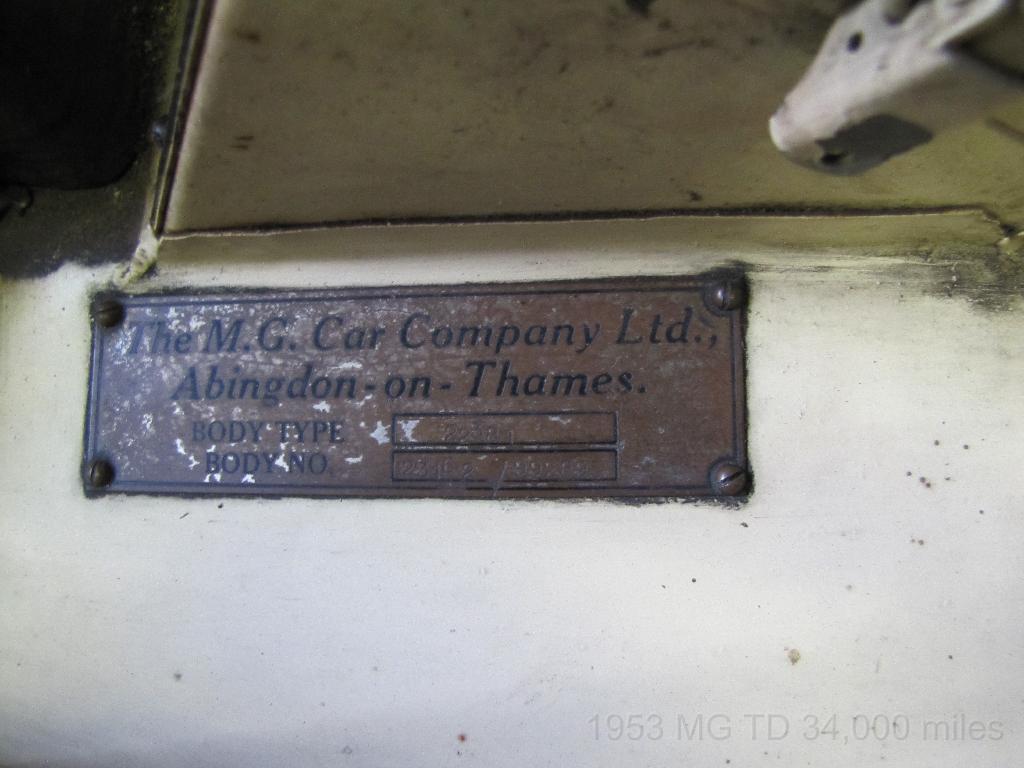 The M.G. Car Company Ltd.,
Abingdon-on-Thames.
BODY TYPE
BODY NO.
1953 MG TD 34,000 miles